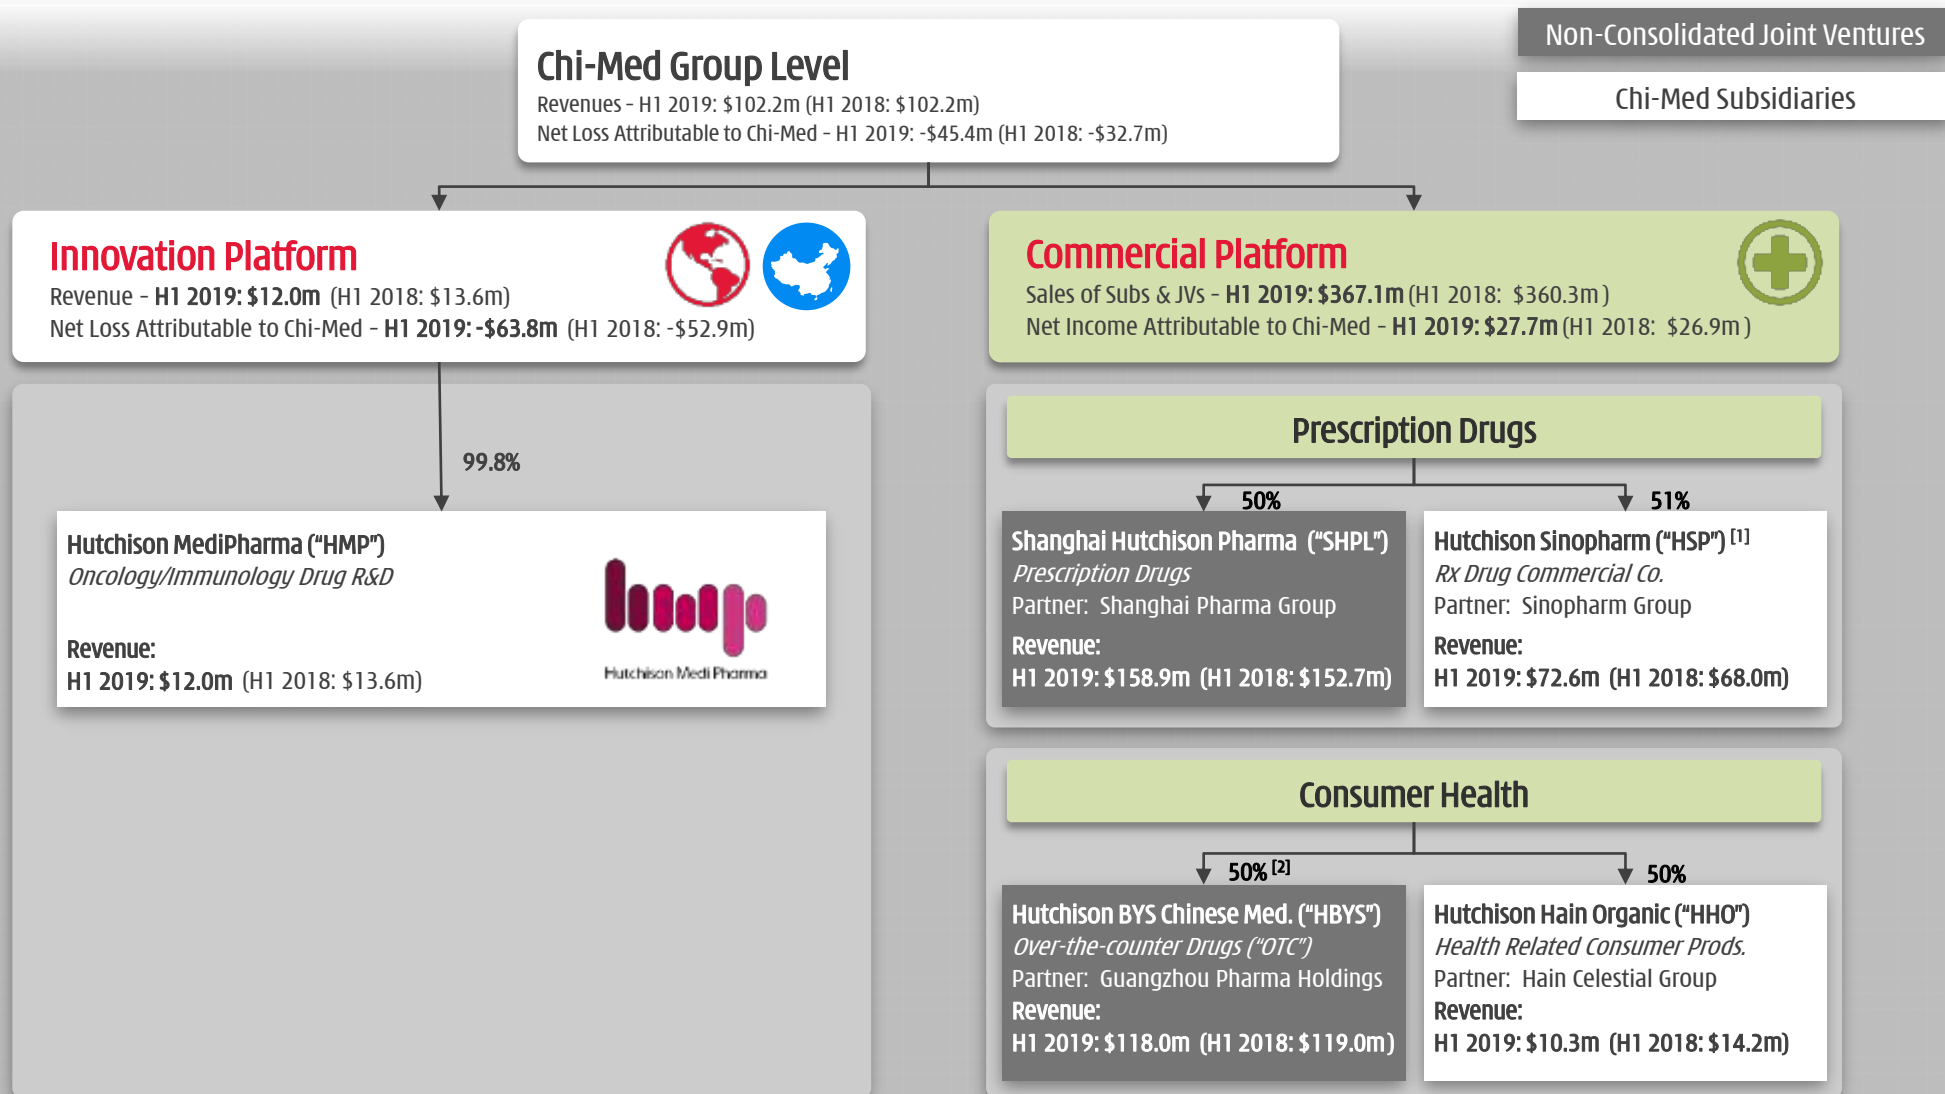 Non-Consolidated Joint Ventures
Chi-Med Subsidiaries
Chi-Med Group Level
Revenues – H1 2019: $102.2m (H1 2018: $102.2m)
Net Loss Attributable to Chi-Med – H1 2019: -$45.4m (H1 2018: -$32.7m)
Innovation Platform
Revenue – H1 2019: $12.0m (H1 2018: $13.6m)
Net Loss Attributable to Chi-Med – H1 2019: -$63.8m (H1 2018: -$52.9m)
99.8%
Hutchison MediPharma (“HMP”)
Oncology/Immunology Drug R&D
Revenue:
H1 2019: $12.0m (H1 2018: $13.6m)
hmp
Hutchison Medi Pharma
Commercial Platform
Sales of Subs & JVs – H1 2019: $367.1m (H1 2018: $360.3m )
Net Income Attributable to Chi-Med – H1 2019: $27.7m (H1 2018: $26.9m )
Prescription Drugs
50%
Shanghai Hutchison Pharma (“SHPL”)
Prescription Drugs
Partner: Shanghai Pharma Group
Revenue:
H1 2019: $158.9m (H1 2018: $152.7m)
51%
Hutchison Sinopharm (“HSP”) [1]
Rx Drug Commercial Co.
Partner: Sinopharm Group
Revenue:
H1 2019: $72.6m (H1 2018: $68.0m)
Consumer Health
50% [2]
Hutchison BYS Chinese Med. (“HBYS”)
Over-the-counter Drugs (“OTC”)
Partner: Guangzhou Pharma Holdings
Revenue:
H1 2019: $118.0m (H1 2018: $119.0m)
50%
Hutchison Hain Organic (“HHO”)
Health Related Consumer Prods.
Partner: Hain Celestial Group
Revenue:
H1 2019: $10.3m (H1 2018: $14.2m)